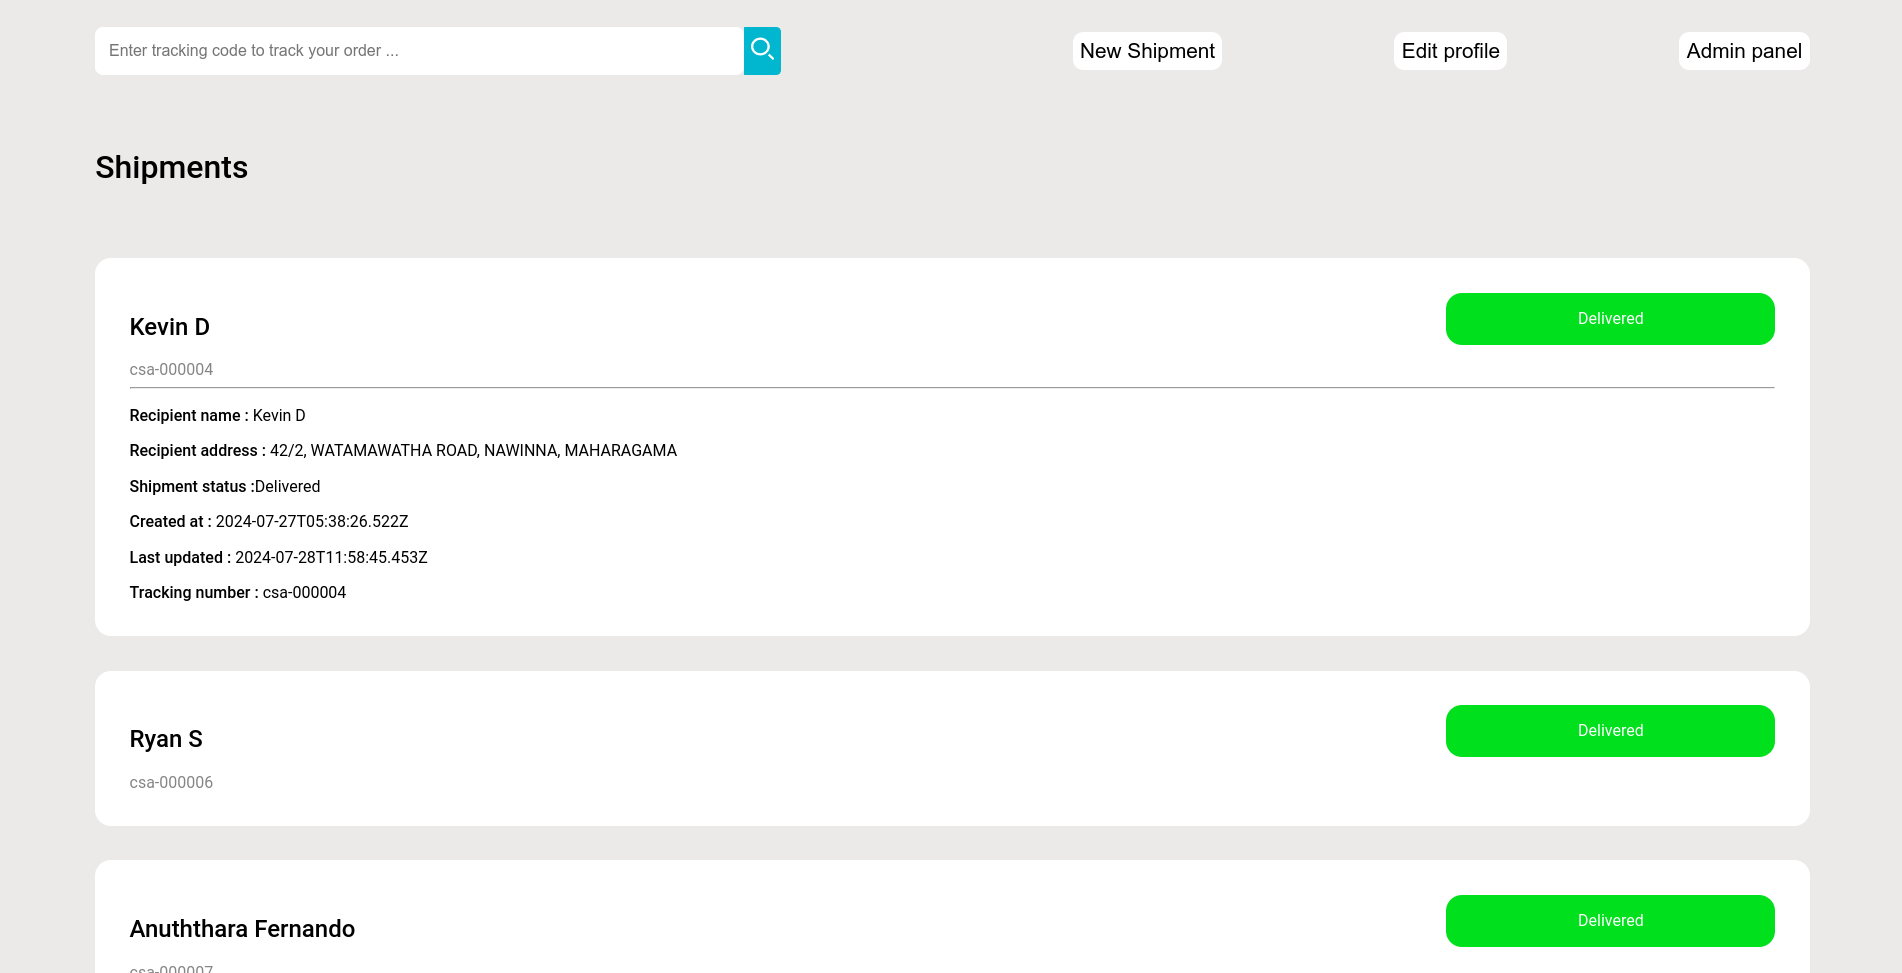 Enter tracking code to track your order ...
New Shipment
Edit profile
Admin panel
Shipments
Kevin D
Delivered
csa-000004
Recipient name : Kevin D
Recipient address : 42/2, WATAMAWATHA ROAD, NAWINNA, MAHARAGAMA
Shipment status :Delivered
Created at : 2024-07-27T05:38:26.522Z
Last updated : 2024-07-28T11:58:45.453Z
Tracking number : csa-000004
Ryan S
Delivered
csa-000006
Anuththara Fernando
Delivered
csa-000007